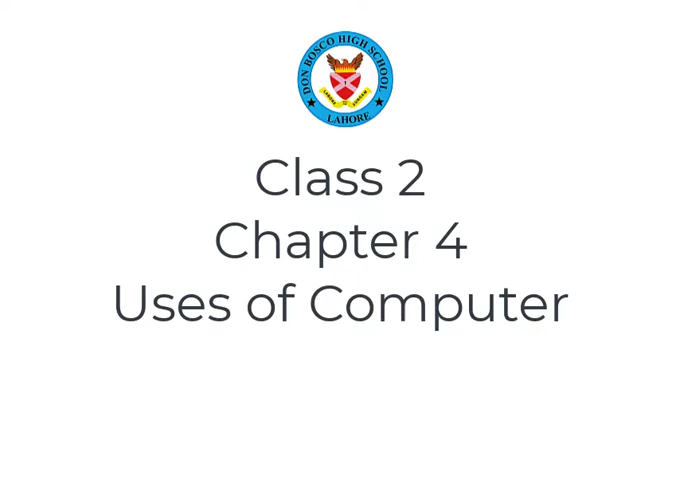 DON BOSCO HIGH SCHOOL
LAHORE
Class 2
Chapter 4
Uses of Computer